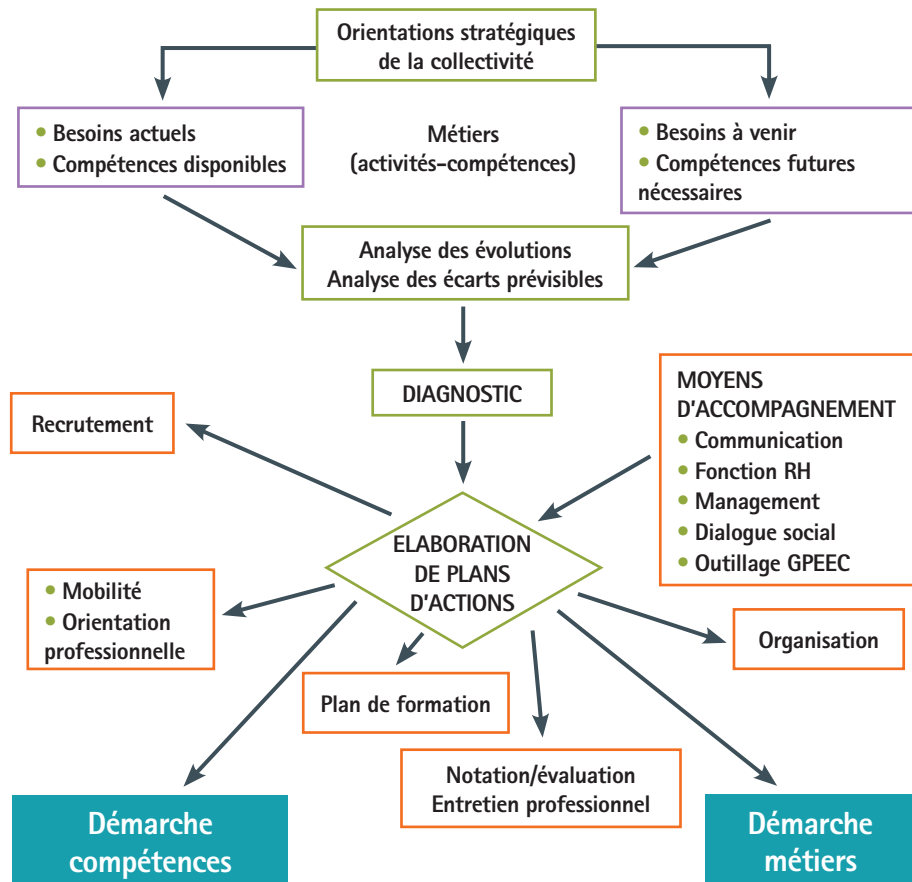 Orientations stratégiques
de la collectivité
• Besoins actuels
• Compétences disponibles
Métiers
(activités-compétences)
• Besoins à venir
• Compétences futures
nécessaires
Analyse des évolutions
Analyse des écarts prévisibles
DIAGNOSTIC
MOYENS
D'ACCOMPAGNEMENT
• Communication
• Fonction RH
• Management
• Dialogue social
• Outillage GPEEC
Recrutement
ELABORATION
DE PLANS
D'ACTIONS
• Mobilité
• Orientation
professionnelle
Organisation
Plan de formation
Notation/évaluation
Entretien professionnel
Démarche
compétences
Démarche
métiers